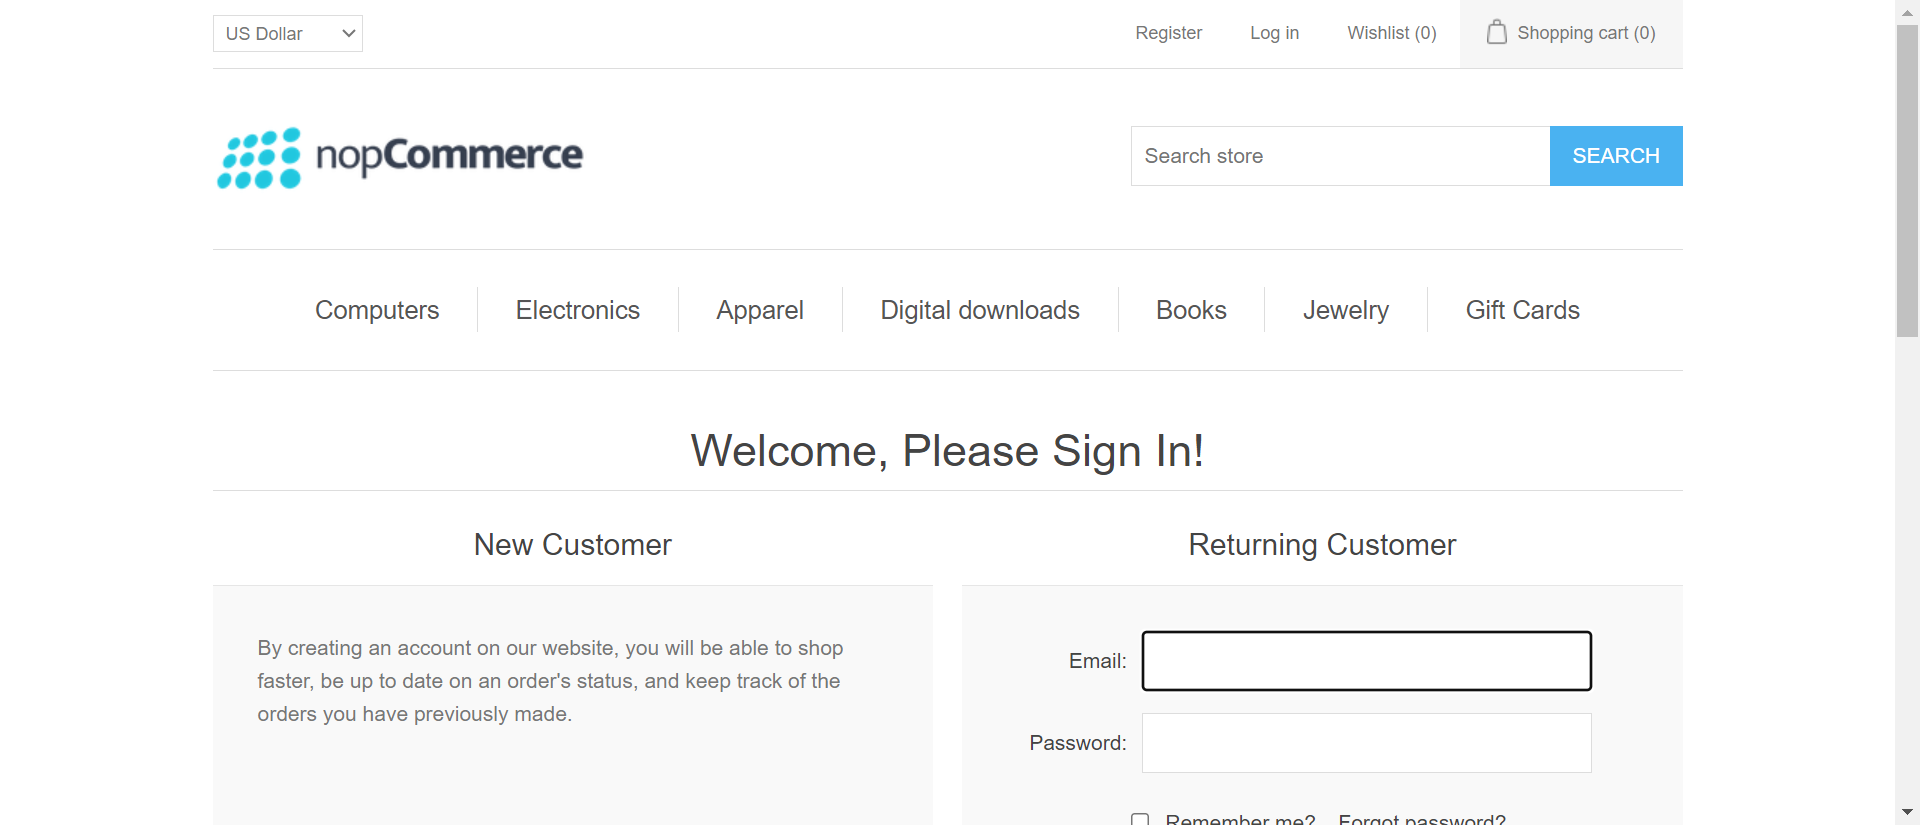 US Dollar
Register
Log in
Wishlist (0)
Shopping cart (0)
nopCommerce
Search store
SEARCH
Computers
Electronics
Apparel
Digital downloads
Books
Jewelry
Gift Cards
Welcome, Please Sign In!
New Customer
By creating an account on our website, you will be able to shop
faster, be up to date on an order's status, and keep track of the
orders you have previously made.
Returning Customer
Email:
Password:
Remember me?
Forgot password?